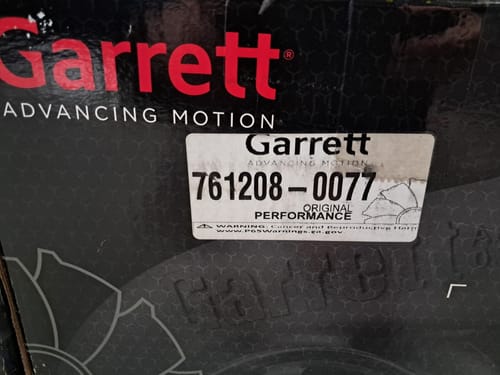 Garrett®
ADVANCING MOTION
Garrett
ADVANCING MOTION
761208-0077
ORIGINAL
PERFORMANCE
⚠ WARNING: Cancer and Reproductive Harm
www.P65Warnings.ca.gov
Garrett